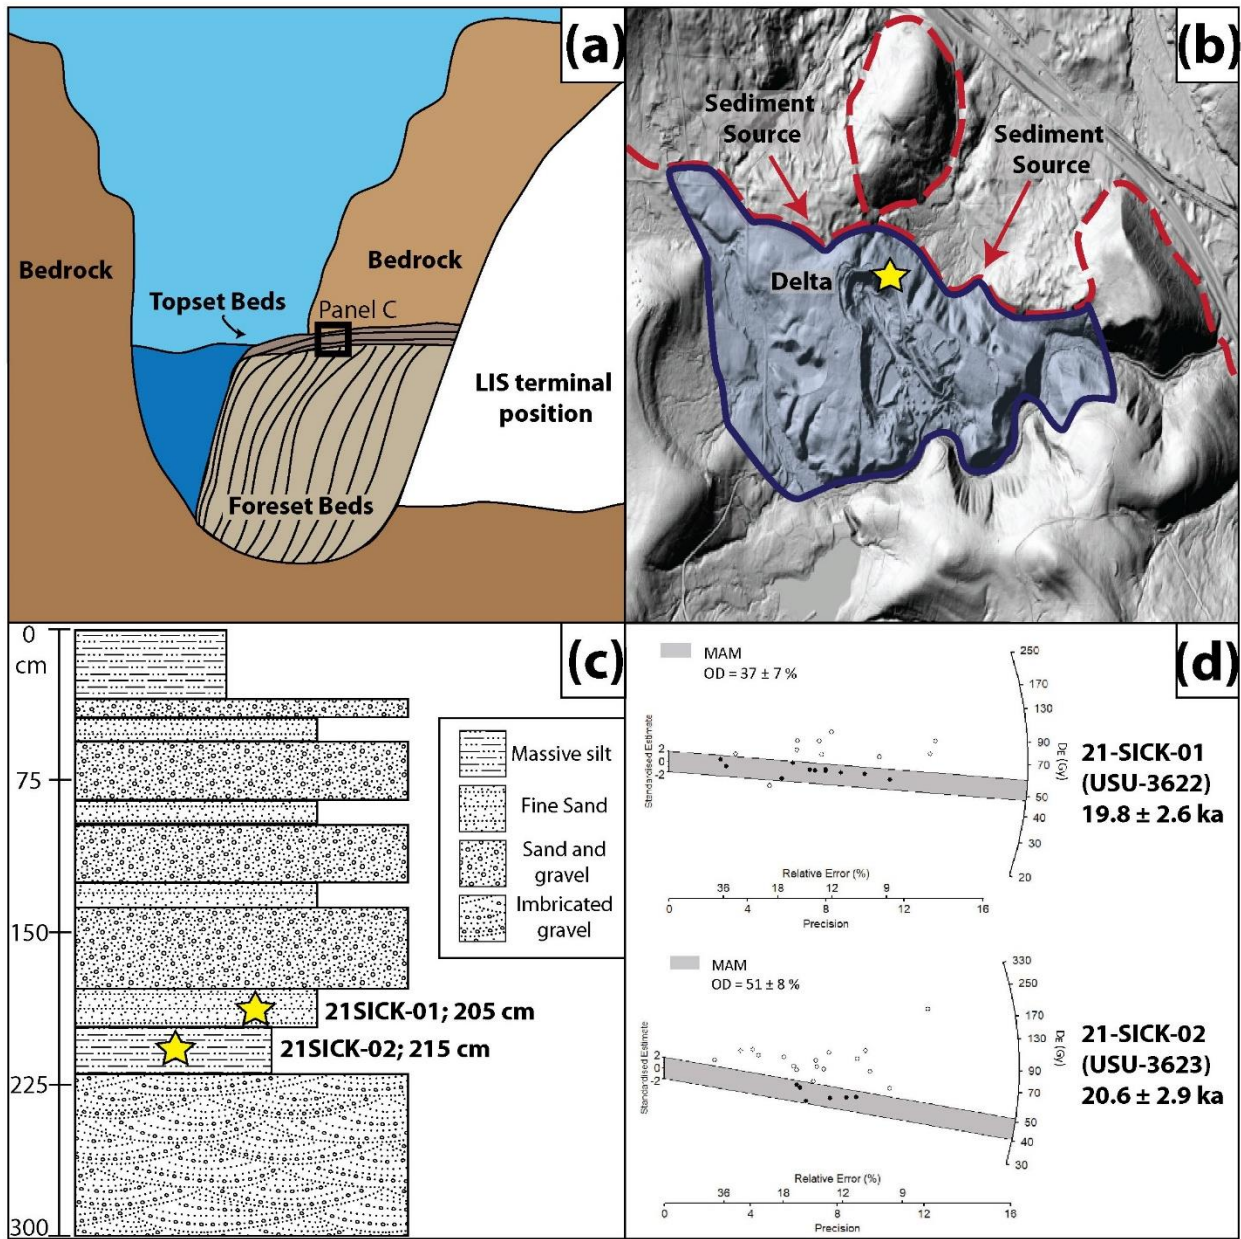 (a)
Bedrock
Bedrock
Topset Beds
Panel C
LIS terminal
position
Foreset Beds
(b)
Sediment
Source
Sediment
Source
Delta
(c)
0
cm
75
150
225
300
Massive silt
Fine Sand
Sand and
gravel
Imbricated
gravel
21SICK-01; 205 cm
21SICK-02; 215 cm
(d)
MAM
OD = 37 ± 7 %
Standardised Estimate
2
0
-2
250
170
130
90
70
50
40
30
20
DE (Gy)
Relative Error (%)
36 18 12 9
0 4 8 12 16
Precision
21-SICK-01
(USU-3622)
19.8 ± 2.6 ka
MAM
OD = 51 ± 8 %
Standardised Estimate
2
0
-2
330
170
130
90
70
50
40
30
DE (Gy)
Relative Error (%)
36 18 12 9
0 4 8 12 16
Precision
21-SICK-02
(USU-3623)
20.6 ± 2.9 ka